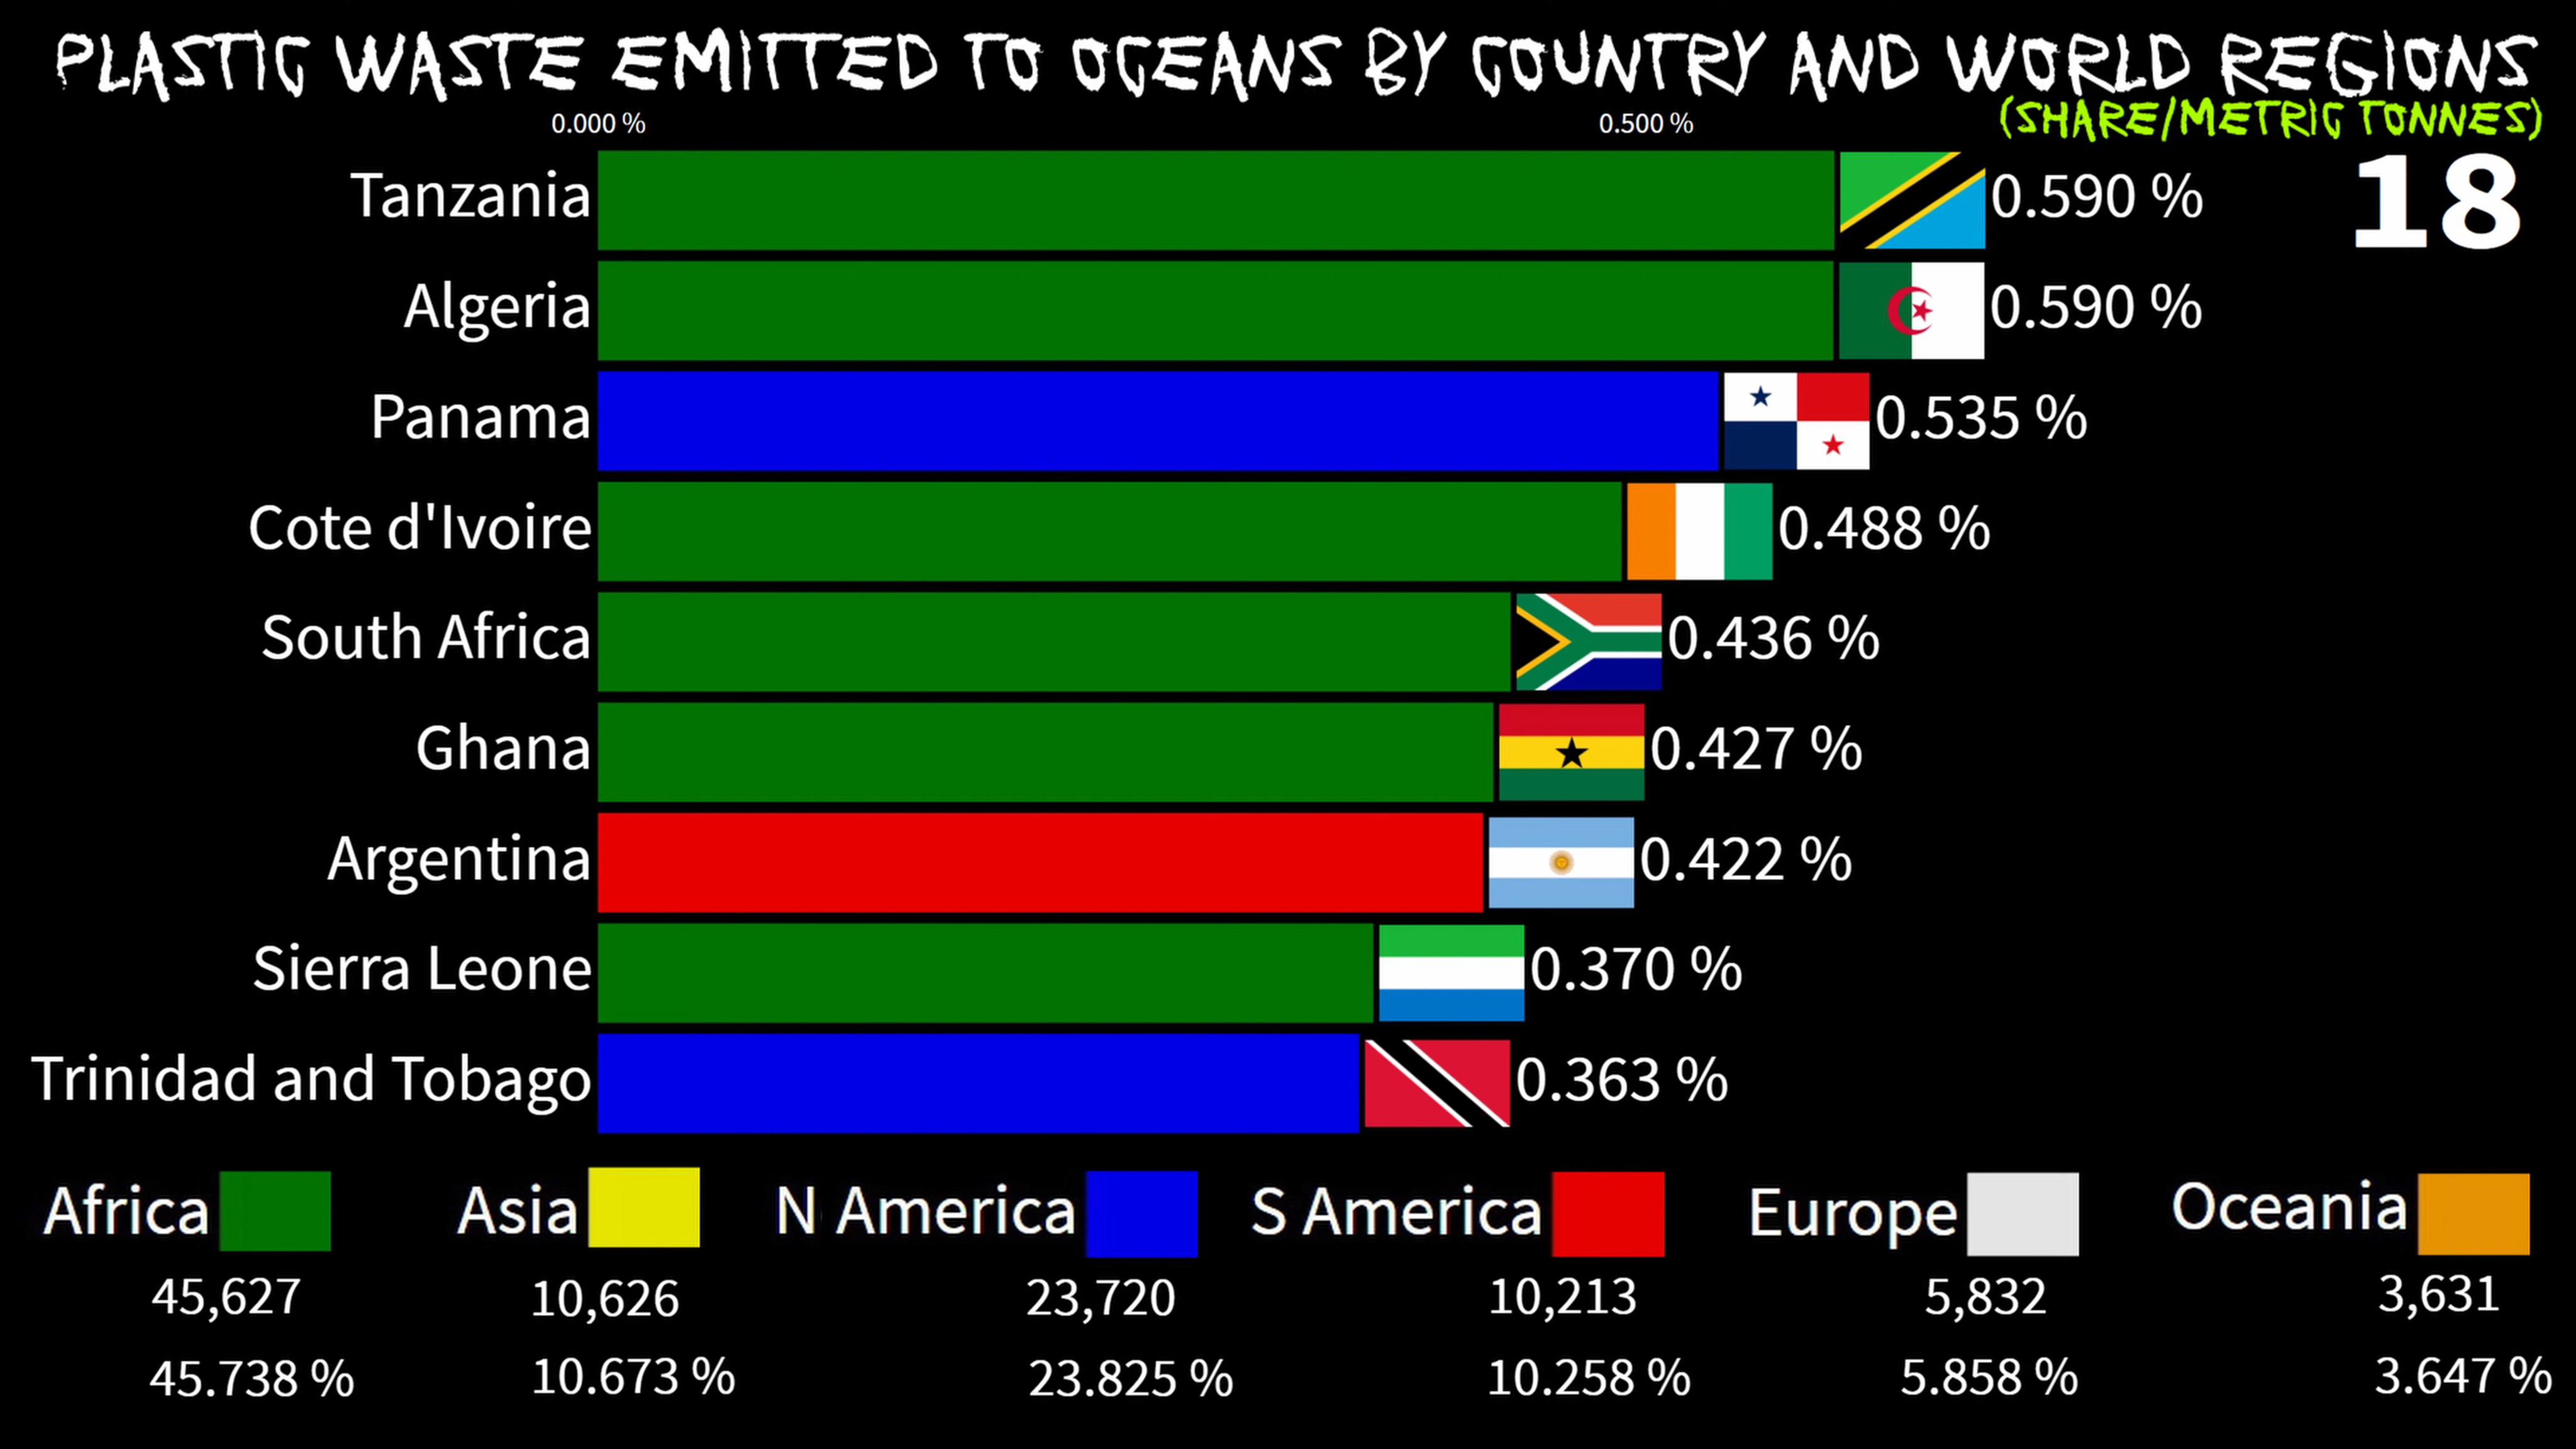 PLASTIC WASTE EMITTED TO OCEANS BY COUNTRY AND WORLD REGIONS
(SHARE/METRIC TONNES)
0.000 % 0.500 %
18
Tanzania 0.590 %
Algeria 0.590 %
Panama 0.535 %
Cote d'Ivoire 0.488 %
South Africa 0.436 %
Ghana 0.427 %
Argentina 0.422 %
Sierra Leone 0.370 %
Trinidad and Tobago 0.363 %
Africa Asia N America S America Europe Oceania
45,627 10,626 23,720 10,213 5,832 3,631
45.738 % 10.673 % 23.825 % 10.258 % 5.858 % 3.647 %